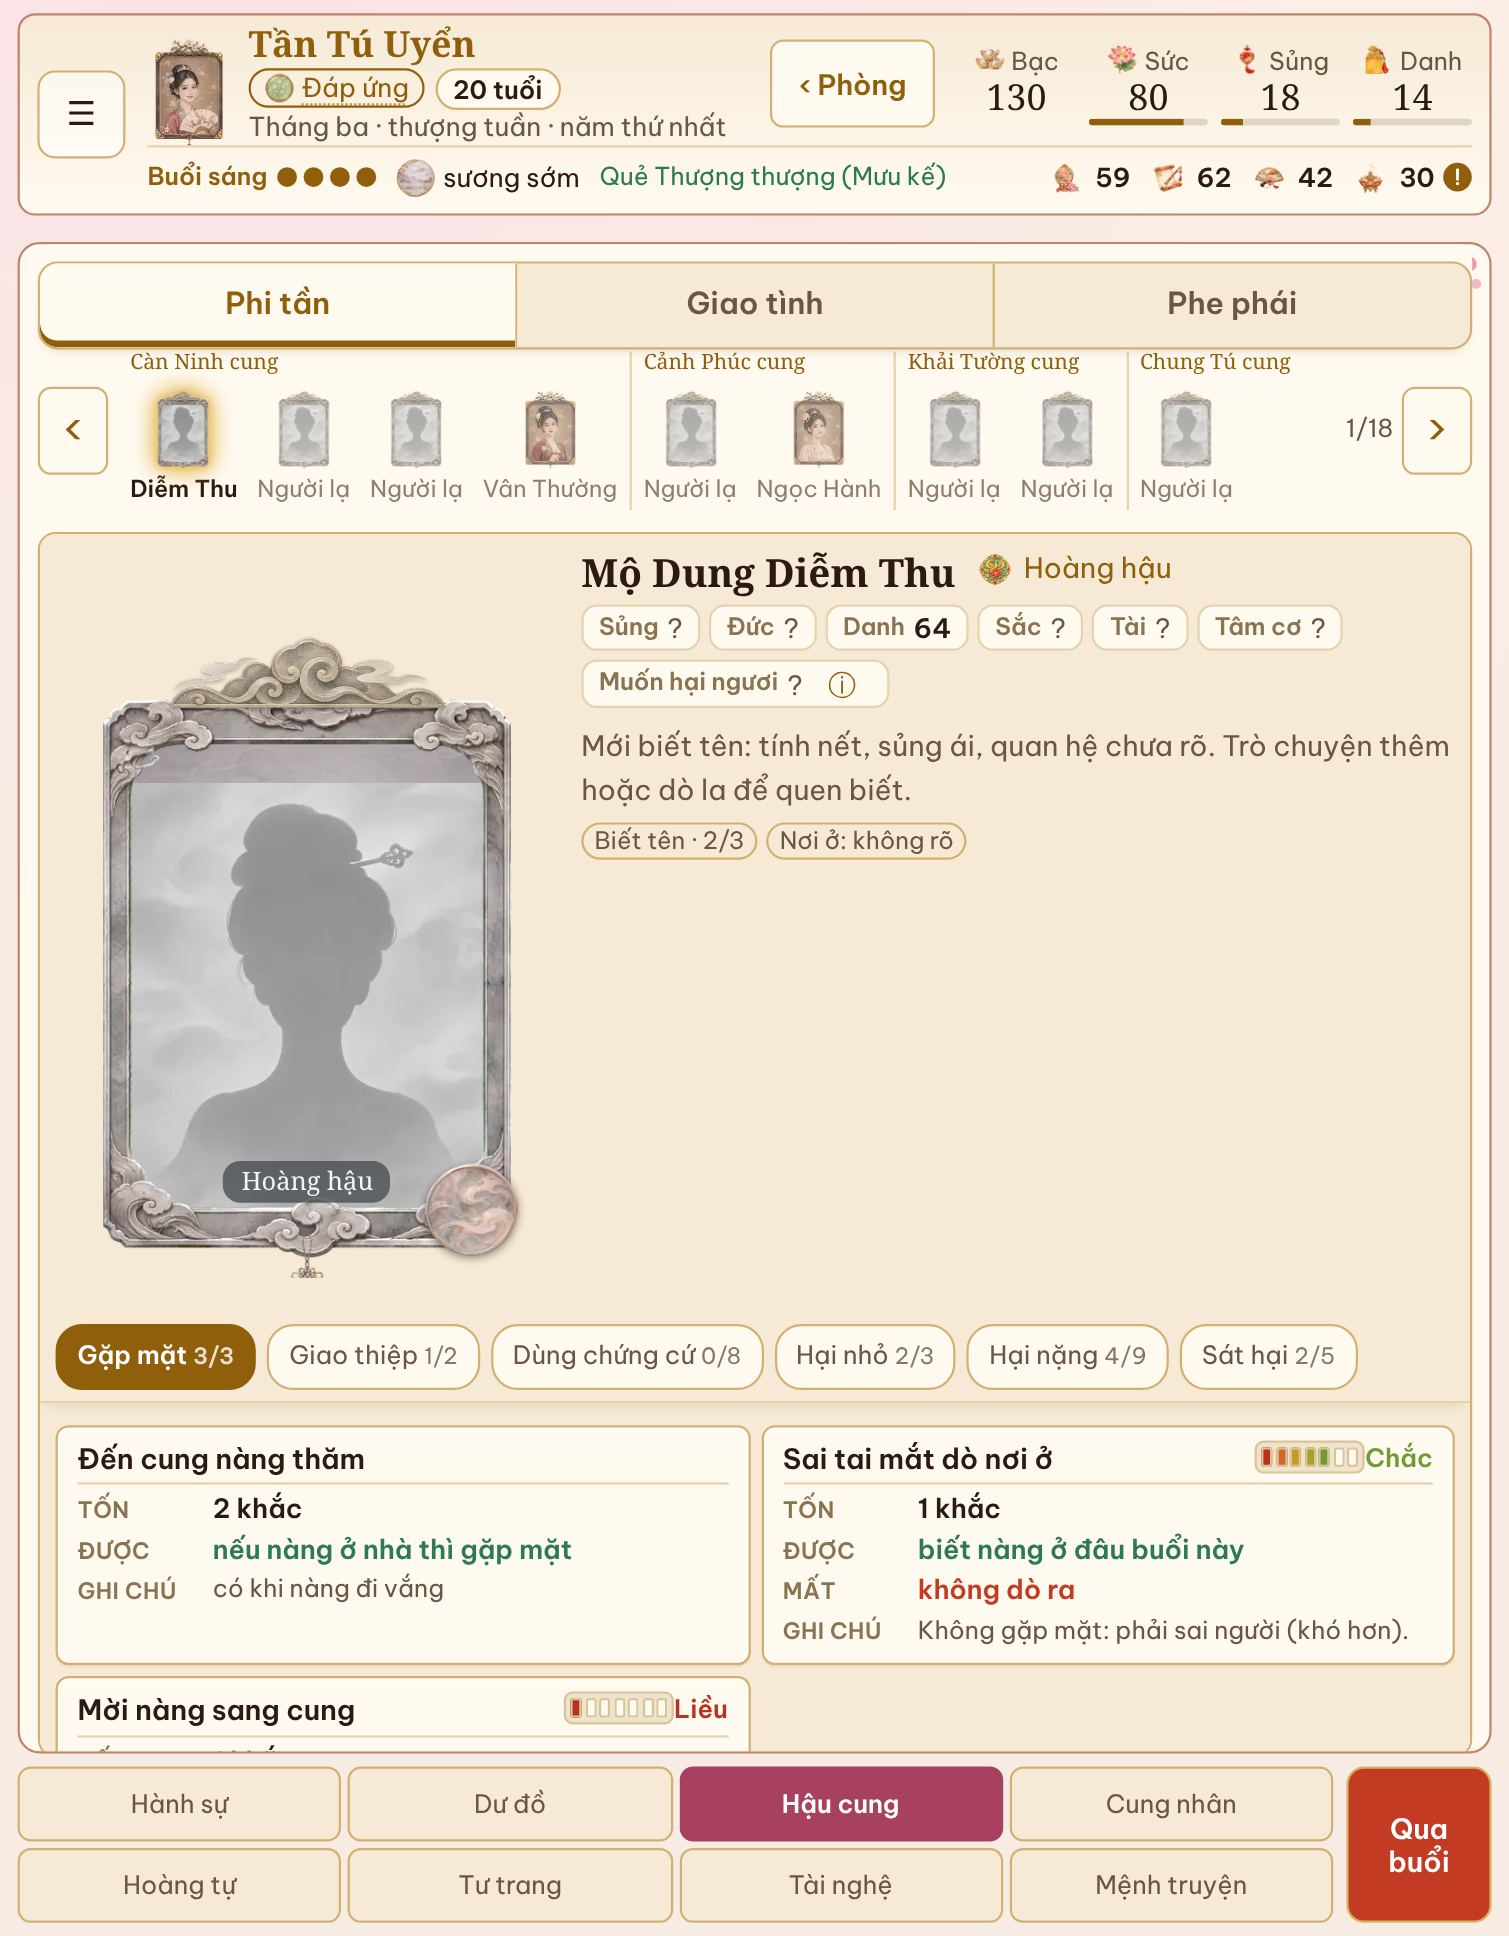 Tần Tú Uyển
Đáp ứng 20 tuổi
Tháng ba · thượng tuần · năm thứ nhất
☰
‹ Phòng
Bạc Sức Sủng Danh
130 80 18 14
Buổi sáng sương sớm Quẻ Thượng thượng (Mưu kế) 59 62 42 30 !
Phi tần Giao tình Phe phái
Càn Ninh cung Cảnh Phúc cung Khải Tường cung Chung Tú cung
‹ 1/18 ›
Diễm Thu Người lạ Người lạ Vân Thường Người lạ Ngọc Hành Người lạ Người lạ Người lạ
Mộ Dung Diễm Thu Hoàng hậu
Sủng ? Đức ? Danh 64 Sắc ? Tài ? Tâm cơ ?
Muốn hại ngươi ? ⓘ
Mới biết tên: tính nết, sủng ái, quan hệ chưa rõ. Trò chuyện thêm
hoặc dò la để quen biết.
Biết tên · 2/3 Nơi ở: không rõ
Hoàng hậu
Gặp mặt 3/3 Giao thiệp 1/2 Dùng chứng cứ 0/8 Hại nhỏ 2/3 Hại nặng 4/9 Sát hại 2/5
Đến cung nàng thăm
TỐN 2 khắc
ĐƯỢC nếu nàng ở nhà thì gặp mặt
GHI CHÚ có khi nàng đi vắng
Sai tai mắt dò nơi ở Chắc
TỐN 1 khắc
ĐƯỢC biết nàng ở đâu buổi này
MẤT không dò ra
GHI CHÚ Không gặp mặt: phải sai người (khó hơn).
Mời nàng sang cung Liều
Hành sự Dư đồ Hậu cung Cung nhân
Hoàng tự Tư trang Tài nghệ Mệnh truyện
Qua
buổi